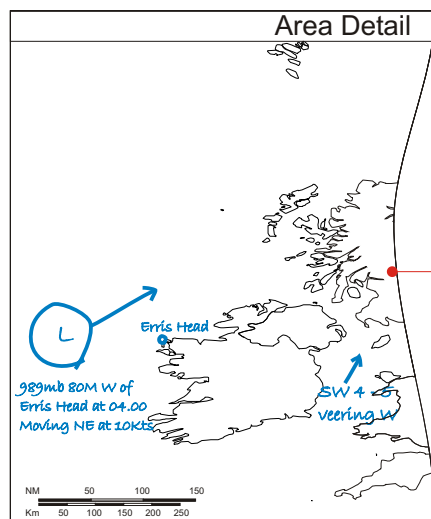 Area Detail
L
Erris Head
989mb 80M W of
Erris Head at 04.00
Moving NE at 10Kts
SW 4 - 5
veering W
NM 50 100 150
Km 50 100 150 200 250